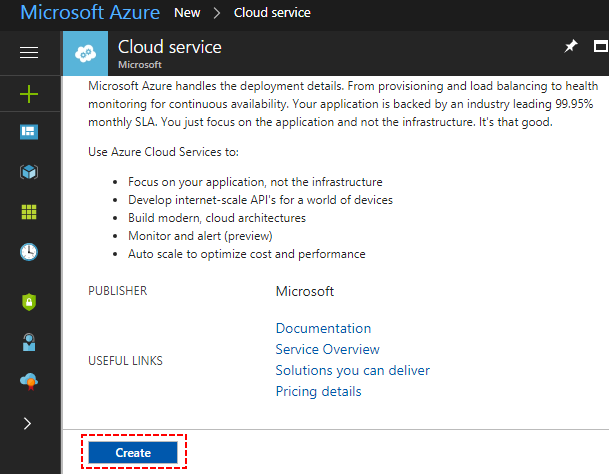 Microsoft Azure New > Cloud service
Cloud service
Microsoft
Microsoft Azure handles the deployment details. From provisioning and load balancing to health
monitoring for continuous availability. Your application is backed by an industry leading 99.95%
monthly SLA. You just focus on the application and not the infrastructure. It's that good.
Use Azure Cloud Services to:
• Focus on your application, not the infrastructure
• Develop internet-scale API's for a world of devices
• Build modern, cloud architectures
• Monitor and alert (preview)
• Auto scale to optimize cost and performance
PUBLISHER Microsoft
Documentation
Service Overview
USEFUL LINKS
Solutions you can deliver
Pricing details
Create